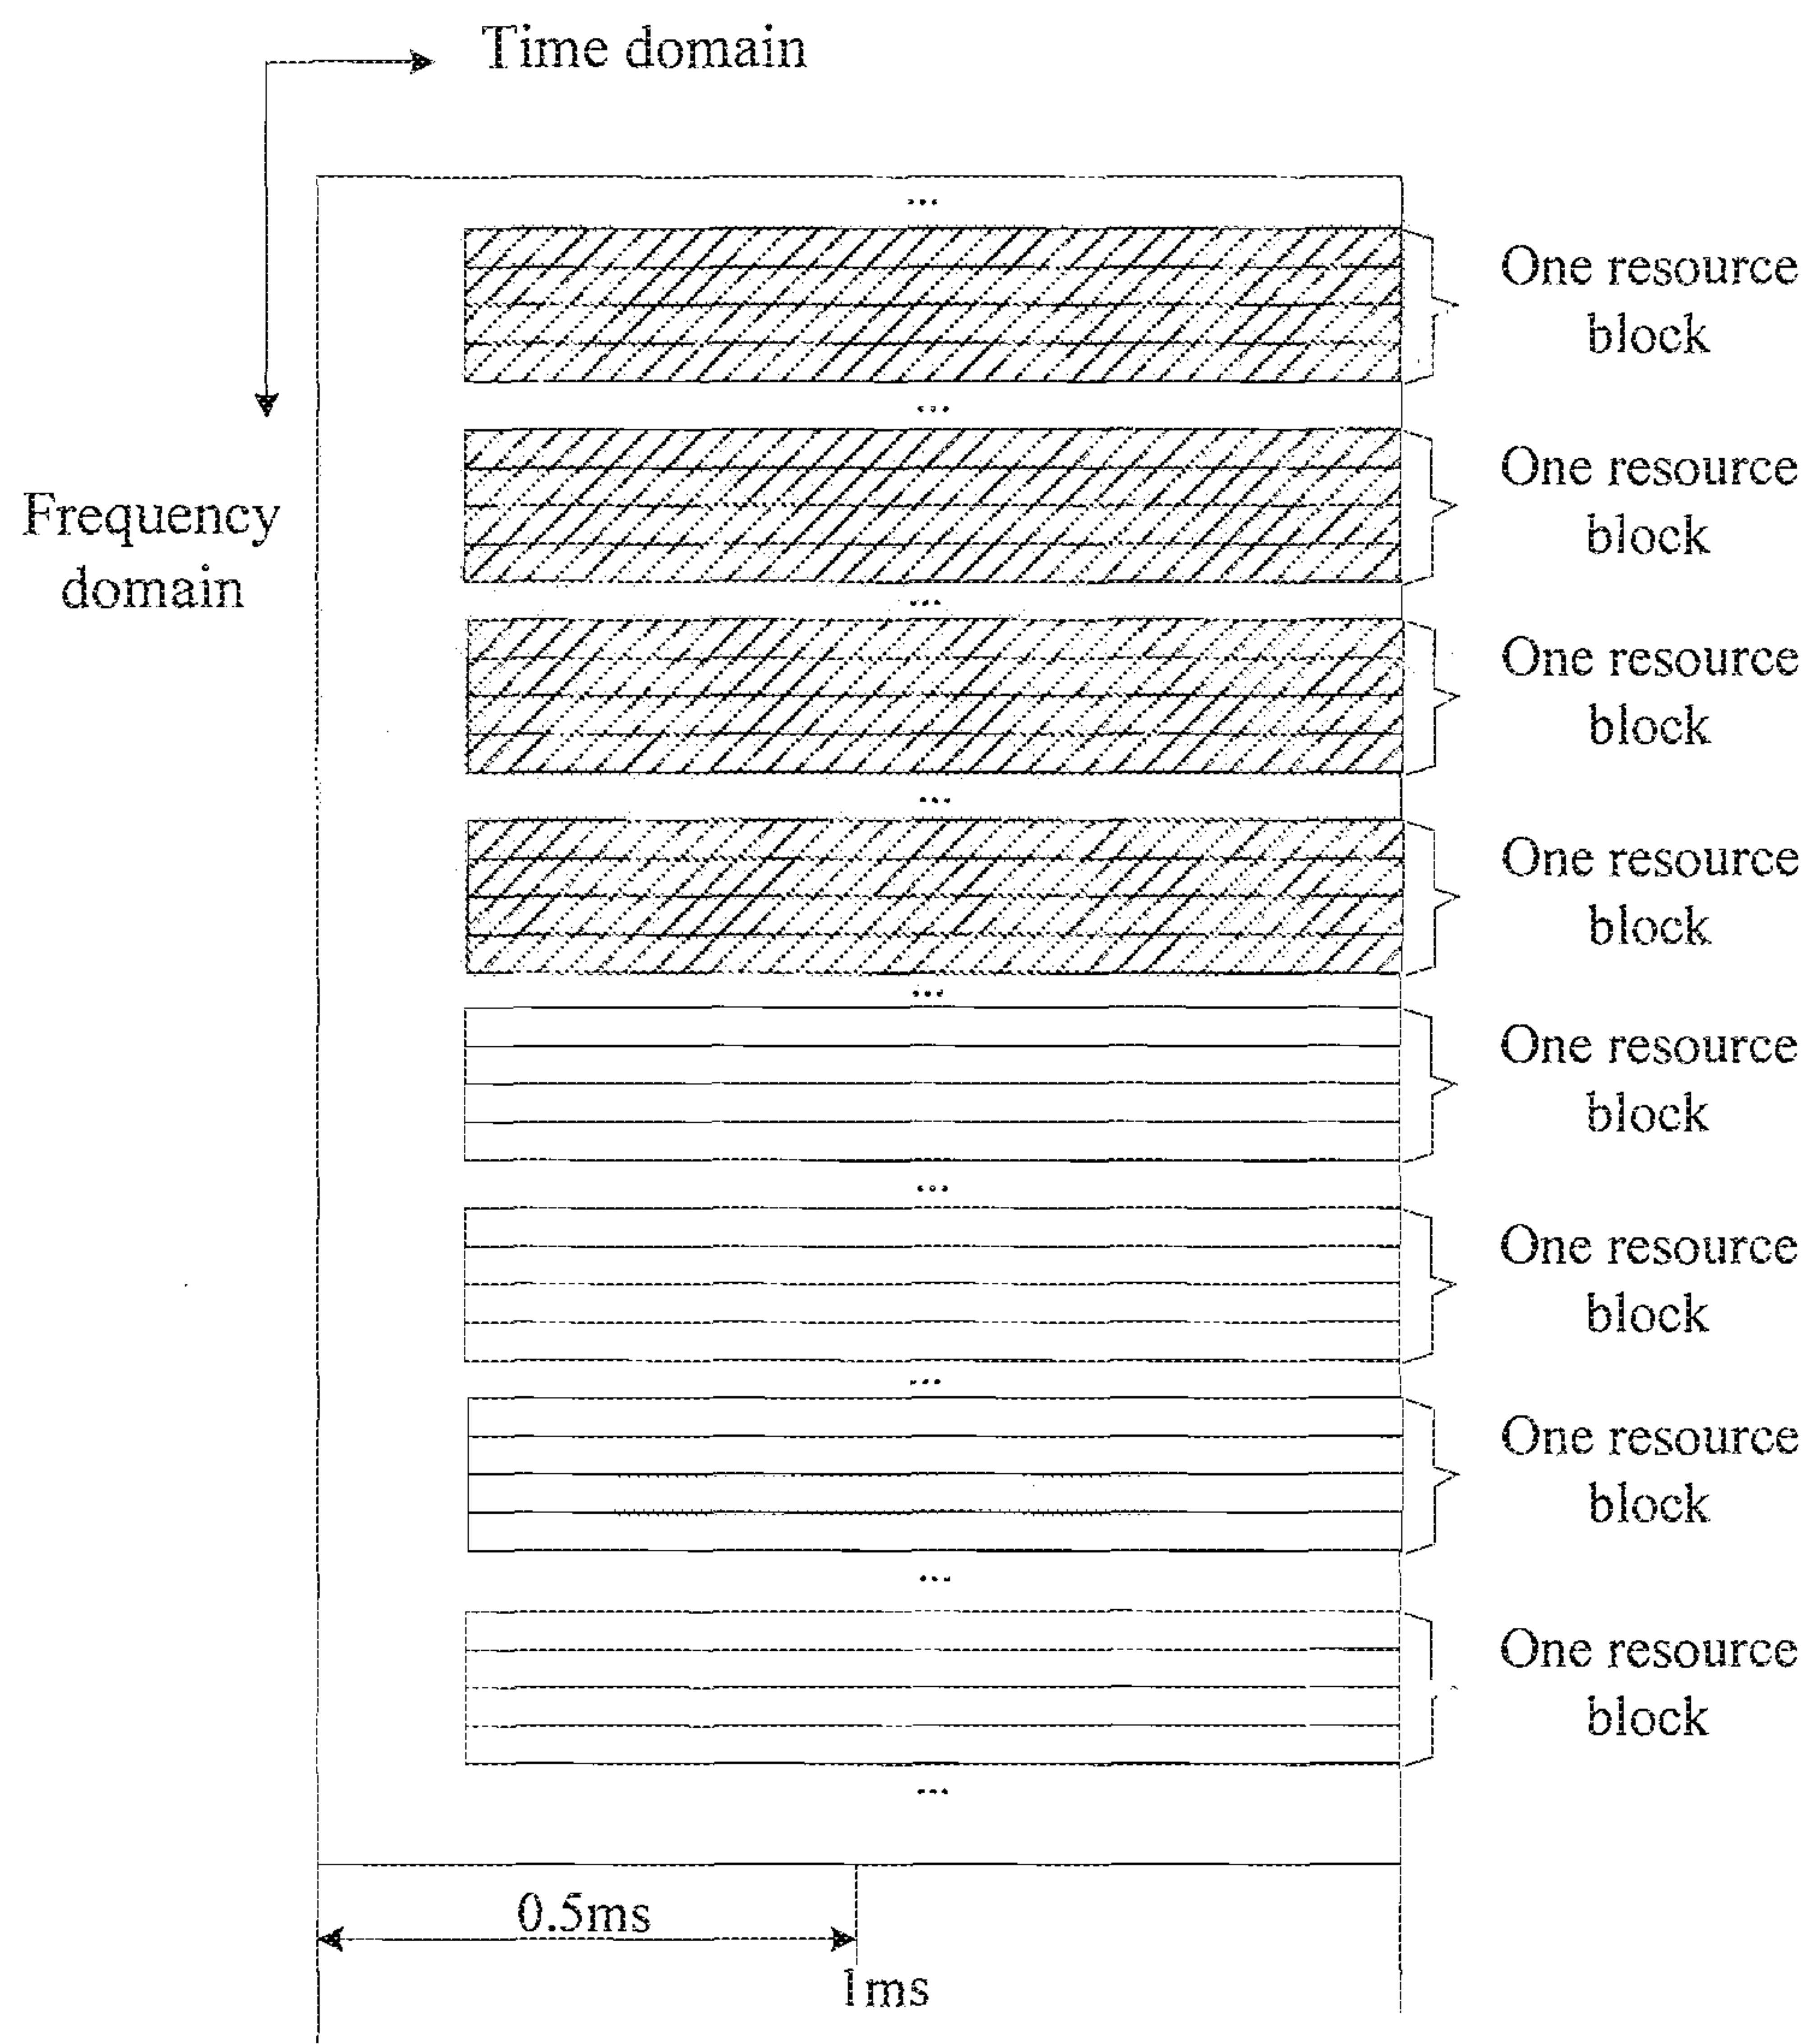 Time domain
...
One resource
block
...
One resource
block
Frequency
domain
...
One resource
block
...
One resource
block
...
One resource
block
...
One resource
block
...
One resource
block
...
One resource
block
...
0.5ms
1ms